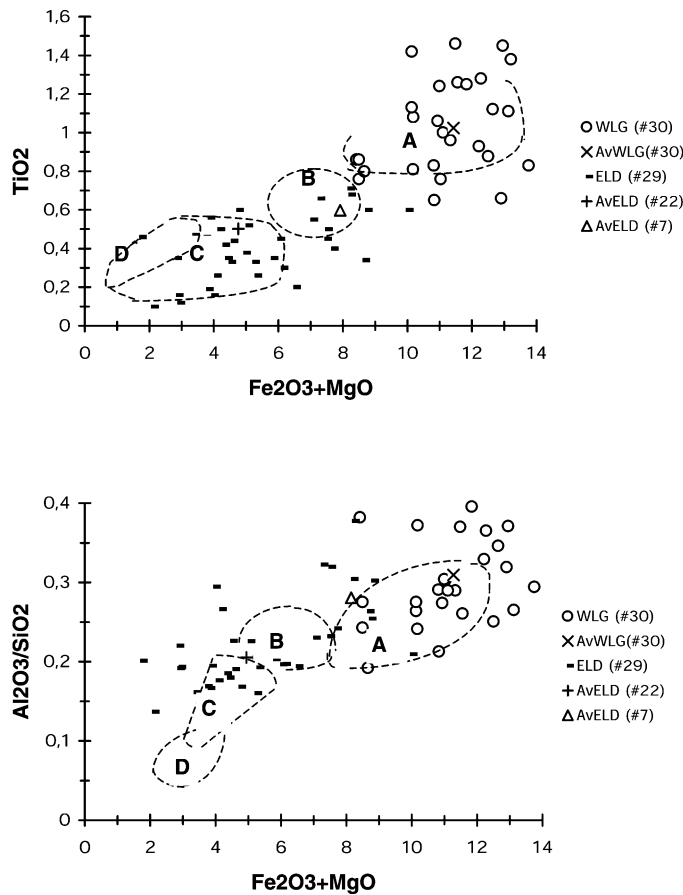 1,6
1,4
1,2
1
0,8
0,6
0,4
0,2
0
TiO2
A
B
C
D
0 2 4 6 8 10 12 14
Fe2O3+MgO
WLG (#30)
AvWLG(#30)
ELD (#29)
AvELD (#22)
AvELD (#7)
0,4
0,3
0,2
0,1
0
Al2O3/SiO2
B
A
C
D
0 2 4 6 8 10 12 14
Fe2O3+MgO
WLG (#30)
AvWLG(#30)
ELD (#29)
AvELD (#22)
AvELD (#7)